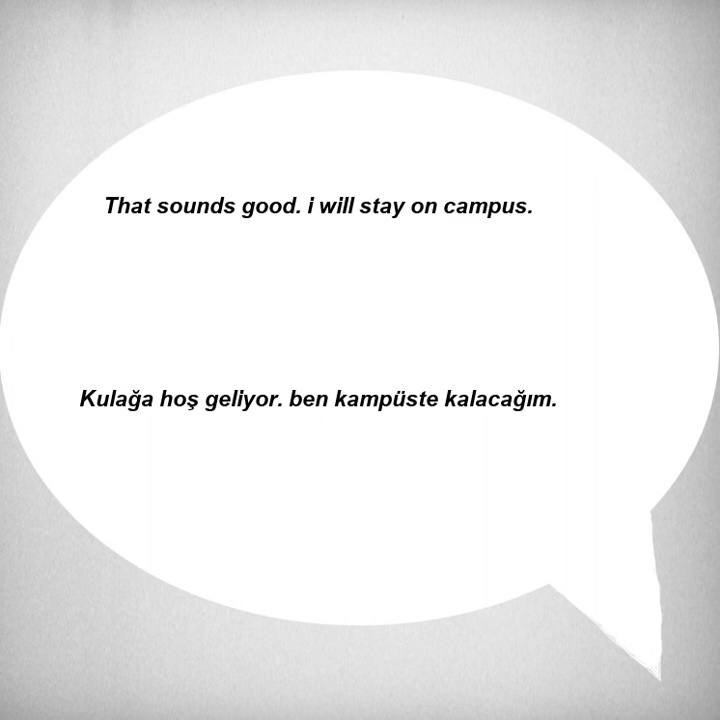 That sounds good. i will stay on campus.
Kulağa hoş geliyor. ben kampüste kalacağım.